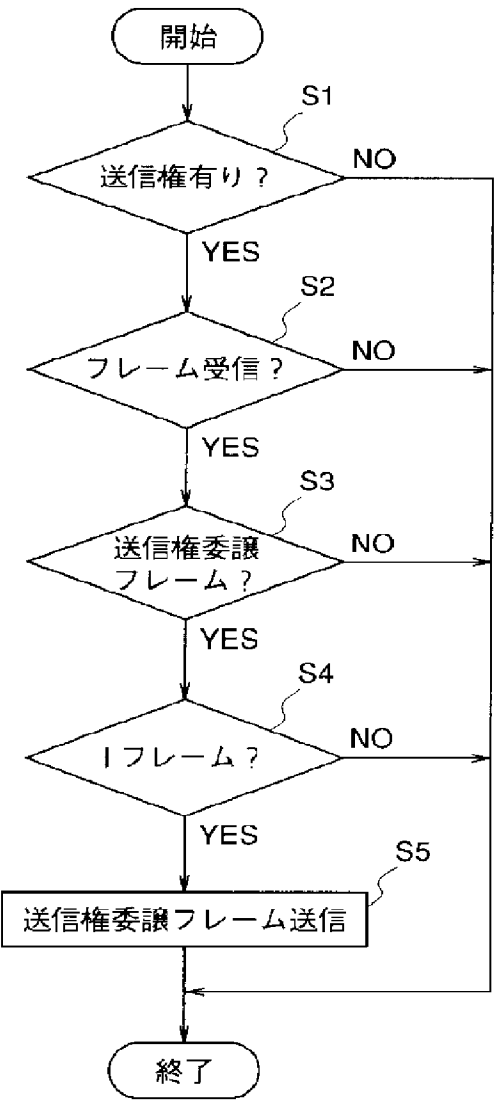 開始
S1
送信権有り？
NO
YES
S2
フレーム受信？
NO
YES
S3
送信権委譲
フレーム？
NO
YES
S4
Iフレーム？
NO
YES
S5
送信権委譲フレーム送信
終了